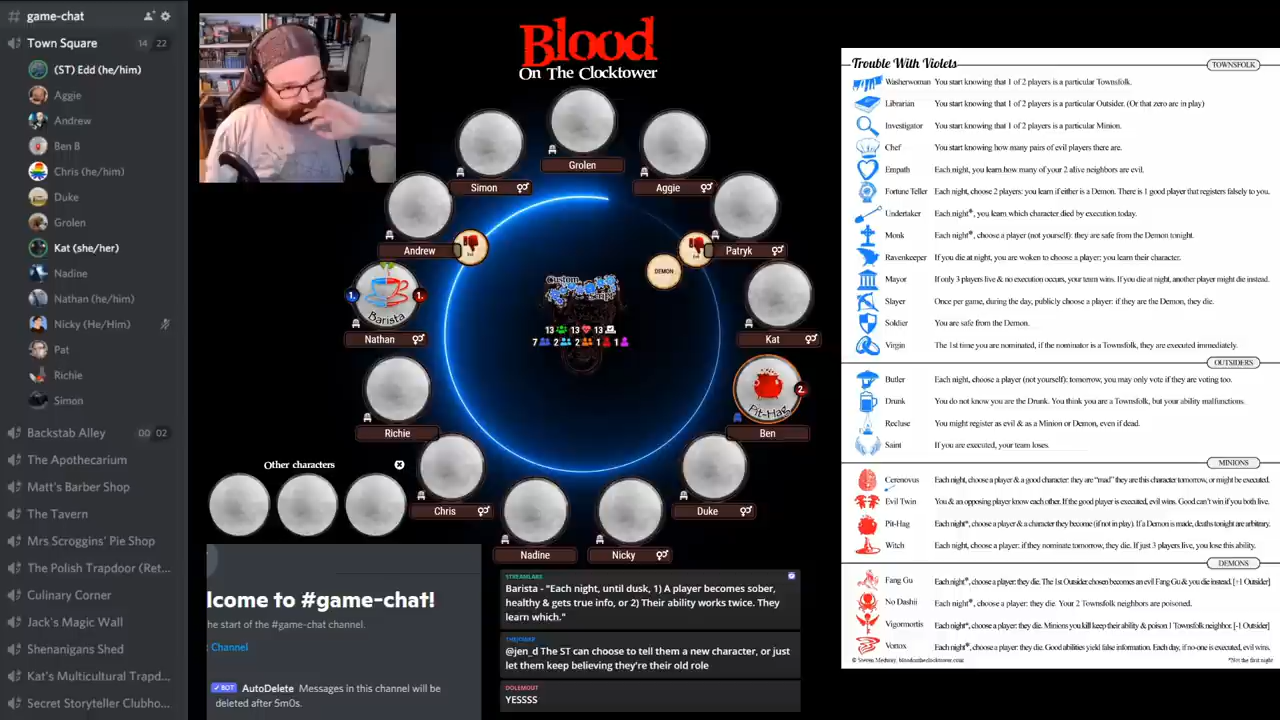 # game-chat
Town Square 14 22
(ST) Edd (he/him)
Aggie
Andrew
Ben B
Chris (he/him)
Duke
Grolen
Kat (she/her)
Nadine
Nathan (he/him)
Nicky (He/Him)
Pat
Richie
Simon
Backstab Alley 00 02
The Apothecarium
Matt's Barber Shop
The Tavern
Mrs Scroggins' Pie Shop
The Polish Trapdoor (Ret...
Culinary Corner
Jack's Magic Wall
Shenanigans Shed
Kat's Multicultural Trapd...
Secret Storyteller Clubho...
Blood
On The Clocktower
Grolen
Simon
Aggie
Andrew
Patryk
DEMON
Barista
1.
1.
Nathan
Kat
Custom
Script
13 13 13
7 2 2 1 1
Pit-Hag
2.
Ben
Richie
Chris
Duke
Nadine
Nicky
Other characters
lcome to #game-chat!
he start of the #game-chat channel.
Channel
BOT AutoDelete Messages in this channel will be
deleted after 5m0s.
STREAMLABS
Barista - "Each night, until dusk, 1) A player becomes sober,
healthy & gets true info, or 2) Their ability works twice. They
learn which."
@jen_d The ST can choose to tell them a new character, or just
let them keep believing they're their old role
DOLEMOUT
YESSSS
Trouble With Violets
TOWNSFOLK
Washerwoman You start knowing that 1 of 2 players is a particular Townsfolk.
Librarian You start knowing that 1 of 2 players is a particular Outsider. (Or that zero are in play)
Investigator You start knowing that 1 of 2 players is a particular Minion.
Chef You start knowing how many pairs of evil players there are.
Empath Each night, you learn how many of your 2 alive neighbors are evil.
Fortune Teller Each night, choose 2 players: you learn if either is a Demon. There is 1 good player that registers falsely to you.
Undertaker Each night*, you learn which character died by execution today.
Monk Each night*, choose a player (not yourself): they are safe from the Demon tonight.
Ravenkeeper If you die at night, you are woken to choose a player: you learn their character.
Mayor If only 3 players live & no execution occurs, your team wins. If you die at night, another player might die instead.
Slayer Once per game, during the day, publicly choose a player: if they are the Demon, they die.
Soldier You are safe from the Demon.
Virgin The 1st time you are nominated, if the nominator is a Townsfolk, they are executed immediately.
OUTSIDERS
Butler Each night, choose a player (not yourself): tomorrow, you may only vote if they are voting too.
Drunk You do not know you are the Drunk. You think you are a Townsfolk, but your ability malfunctions.
Recluse You might register as evil & as a Minion or Demon, even if dead.
Saint If you are executed, your team loses.
MINIONS
Cerenovus Each night, choose a player & a good character: they are "mad" they are this character tomorrow, or might be executed.
Evil Twin You & an opposing player know each other. If the good player is executed, evil wins. Good can't win if you both live.
Pit-Hag Each night*, choose a player & a character they become (if not in play). If a Demon is made, deaths tonight are arbitrary.
Witch Each night, choose a player: if they nominate tomorrow, they die. If just 3 players live, you lose this ability.
DEMONS
Fang Gu Each night*, choose a player: they die. The 1st Outsider chosen becomes an evil Fang Gu & you die instead. [+1 Outsider]
No Dashii Each night*, choose a player: they die. Your 2 Townsfolk neighbors are poisoned.
Vigormortis Each night*, choose a player: they die. Minions you kill keep their ability & poison 1 Townsfolk neighbor. [-1 Outsider]
Vortox Each night*, choose a player: they die. Good abilities yield false information. Each day, if no-one is executed, evil wins.
© Steven Medway, bloodontheclocktower.com *Not the first night